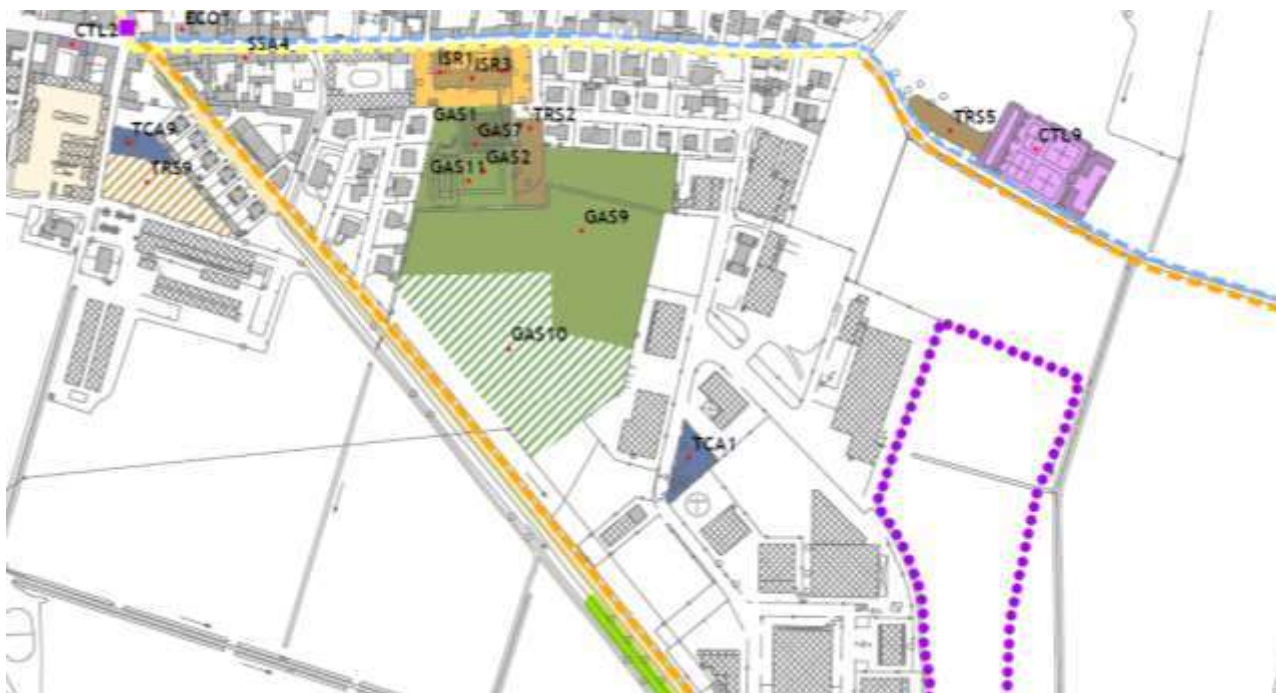 ECO1
CTL2
SSA4
ISR1
ISR3
GAS1
TRS2
GAS7
TCA9
GAS2
GAS11
TRS9
TRS5
CTL9
GAS9
GAS10
TCA1